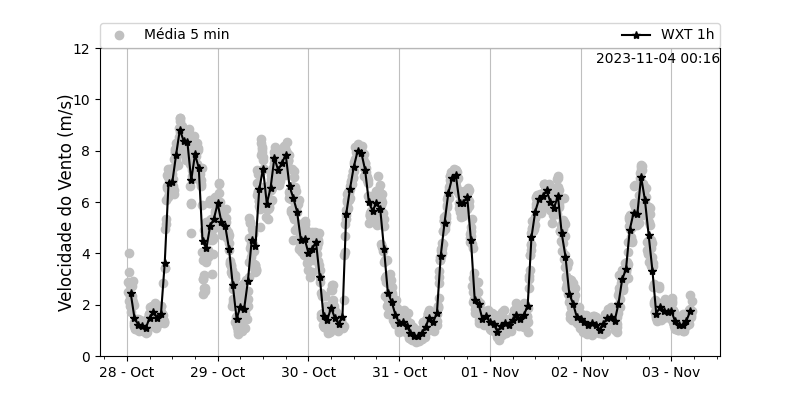 Média 5 min
WXT 1h
2023-11-04 00:16
Velocidade do Vento (m/s)
12
10
8
6
4
2
0
28 - Oct
29 - Oct
30 - Oct
31 - Oct
01 - Nov
02 - Nov
03 - Nov